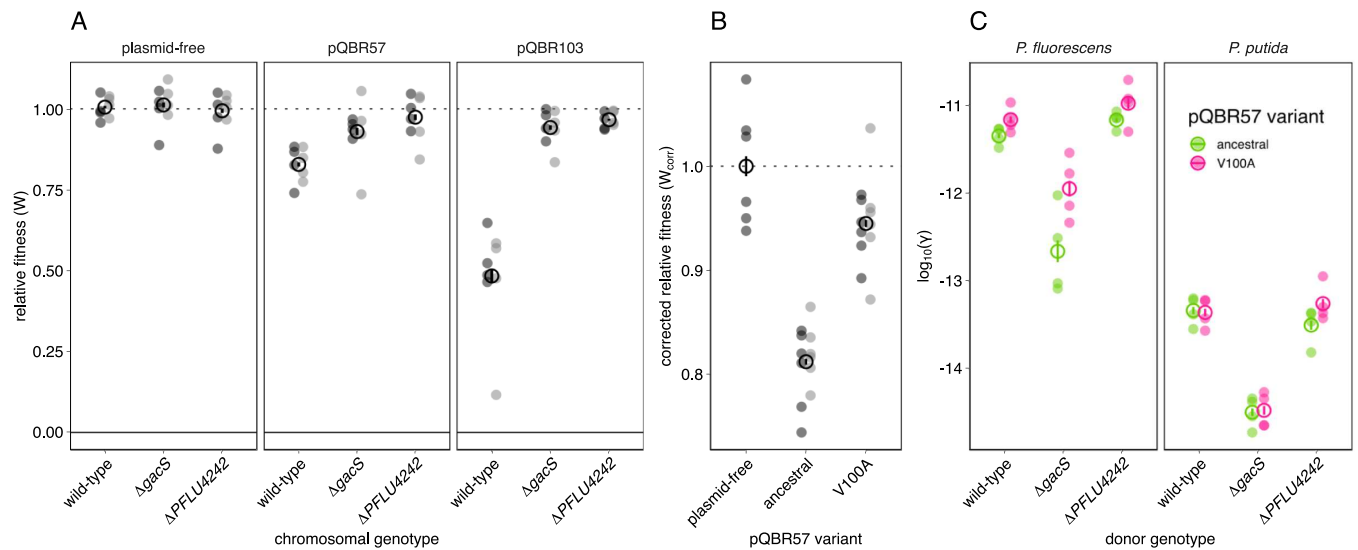 A
B
C
plasmid-free
pQBR57
pQBR103
P. fluorescens
P. putida
relative fitness (W)
1.00
0.75
0.50
0.25
0.00
wild-type
ΔgacS
ΔPFLU4242
wild-type
ΔgacS
ΔPFLU4242
wild-type
ΔgacS
ΔPFLU4242
chromosomal genotype
corrected relative fitness (Wcorr)
1.0
0.9
0.8
plasmid-free
ancestral
V100A
pQBR57 variant
log10(γ)
-11
-12
-13
-14
pQBR57 variant
ancestral
V100A
wild-type
ΔgacS
ΔPFLU4242
wild-type
ΔgacS
ΔPFLU4242
donor genotype